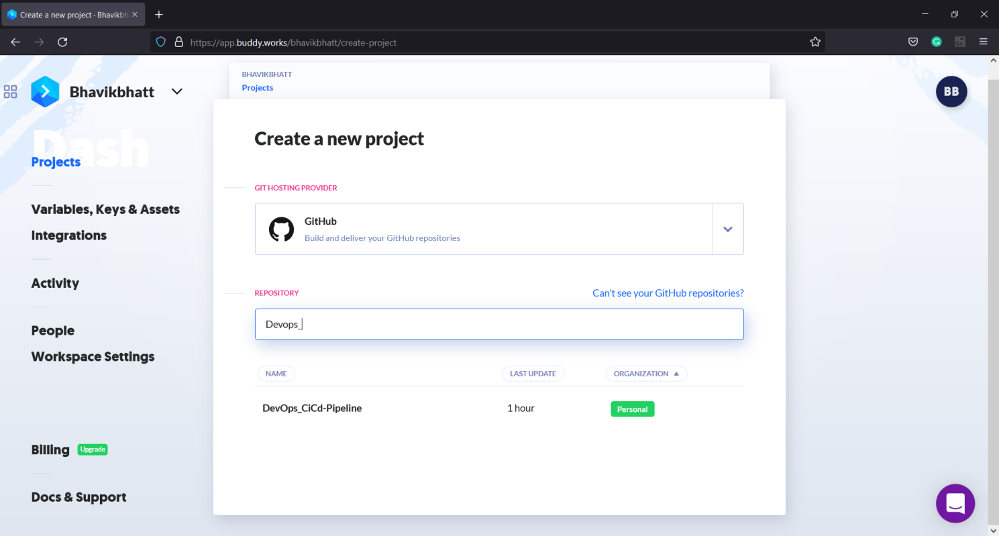 Create a new project · Bhavikbh
https://app.buddy.works/bhavikbhatt/create-project
Bhavikbhatt
BHAVIKBHATT
Projects
BB
Dash
Projects
Variables, Keys & Assets
Integrations
Activity
People
Workspace Settings
Billing Upgrade
Docs & Support
Create a new project
GIT HOSTING PROVIDER
GitHub
Build and deliver your GitHub repositories
REPOSITORY Can't see your GitHub repositories?
Devops_
NAME LAST UPDATE ORGANIZATION
DevOps_CiCd-Pipeline 1 hour Personal